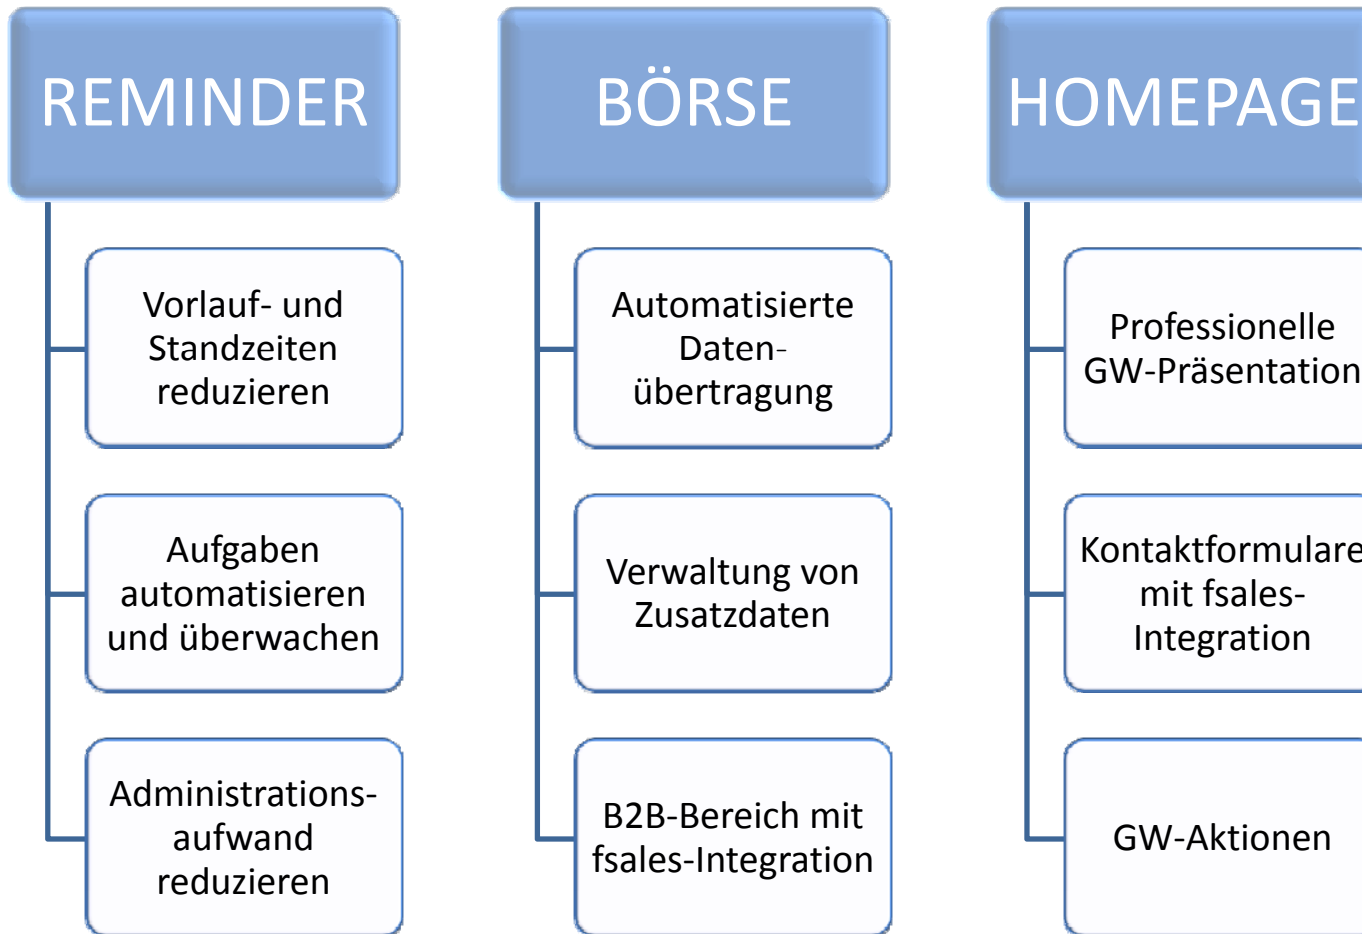 REMINDER
Vorlauf- und
Standzeiten
reduzieren
Aufgaben
automatisieren
und überwachen
Administrations-
aufwand
reduzieren
BÖRSE
Automatisierte
Daten-
übertragung
Verwaltung von
Zusatzdaten
B2B-Bereich mit
fsales-Integration
HOMEPAGE
Professionelle
GW-Präsentation
Kontaktformulare
mit fsales-
Integration
GW-Aktionen